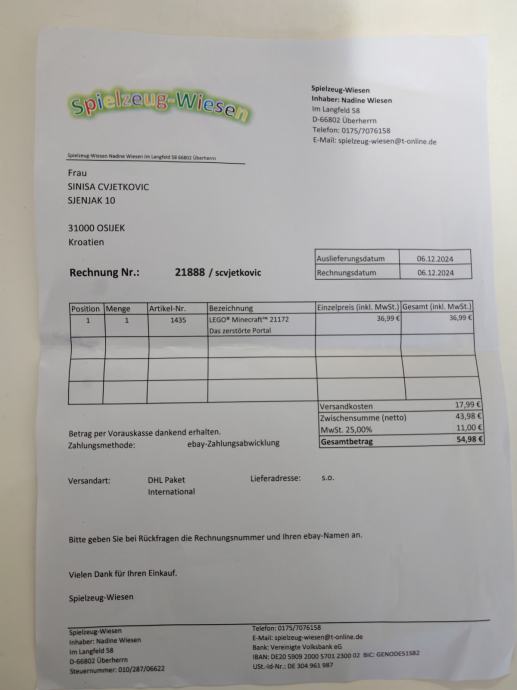 Spielzeug-Wiesen
Spielzeug-Wiesen
Inhaber: Nadine Wiesen
Im Langfeld 58
D-66802 Überherrn
Telefon: 0175/7076158
E-Mail: spielzeug-wiesen@t-online.de
Spielzeug-Wiesen Nadine Wiesen Im Langfeld 58 66802 Überherrn
Frau
SINISA CVJETKOVIC
SJENJAK 10
31000 OSIJEK
Kroatien
Auslieferungsdatum 06.12.2024
Rechnung Nr.: 21888 / scvjetkovic
Rechnungsdatum 06.12.2024
Position Menge Artikel-Nr. Bezeichnung Einzelpreis (inkl. MwSt.) Gesamt (inkl. MwSt.)
1 1 1435 LEGO® Minecraft™ 21172 36,99 € 36,99 €
Das zerstörte Portal
Versandkosten 17,99 €
Zwischensumme (netto) 43,98 €
MwSt. 25,00% 11,00 €
Gesamtbetrag 54,98 €
Betrag per Vorauskasse dankend erhalten.
Zahlungsmethode: ebay-Zahlungsabwicklung
Versandart: DHL Paket Lieferadresse: s.o.
International
Bitte geben Sie bei Rückfragen die Rechnungsnummer und Ihren ebay-Namen an.
Vielen Dank für Ihren Einkauf.
Spielzeug-Wiesen
Spielzeug-Wiesen
Inhaber: Nadine Wiesen
Im Langfeld 58
D-66802 Überherrn
Steuernummer: 010/287/06622
Telefon: 0175/7076158
E-Mail: spielzeug-wiesen@t-online.de
Bank: Vereinigte Volksbank eG
IBAN: DE20 5909 2000 5701 2300 02 BIC: GENODE51SB2
USt.-Id-Nr.: DE 304 961 987